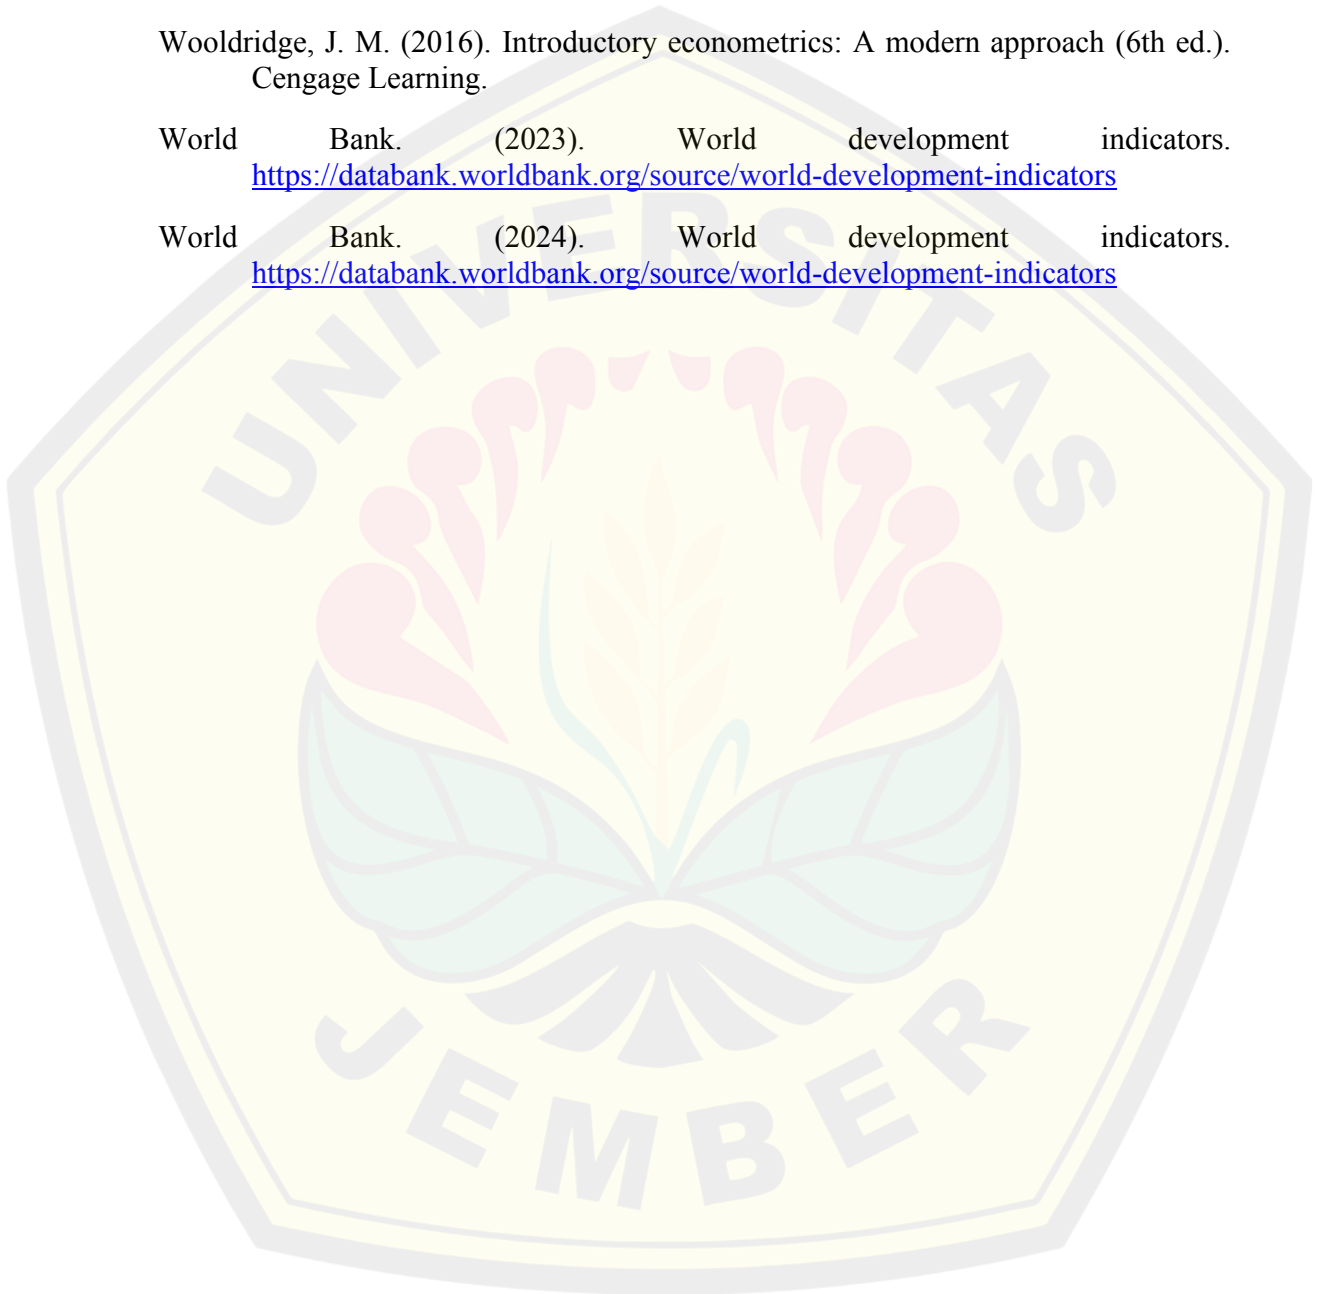 Wooldridge, J. M. (2016). Introductory econometrics: A modern approach (6th ed.).
Cengage Learning.
World Bank. (2023). World development indicators.
https://databank.worldbank.org/source/world-development-indicators
World Bank. (2024). World development indicators.
https://databank.worldbank.org/source/world-development-indicators
UNIVERSITAS
JEMBER